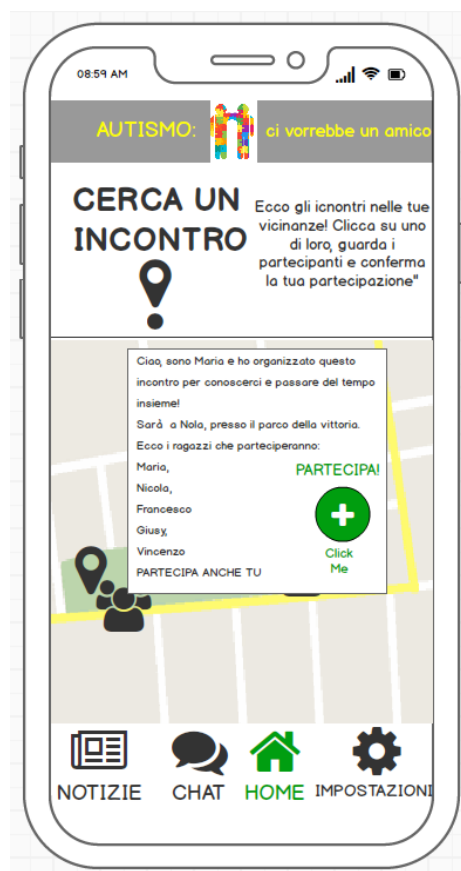 08:59 AM
AUTISMO: ci vorrebbe un amico
CERCA UN
INCONTRO
Ecco gli icnontri nelle tue
vicinanze! Clicca su uno
di loro, guarda i
partecipanti e conferma
la tua partecipazione"
Ciao, sono Maria e ho organizzato questo
incontro per conoscerci e passare del tempo
insieme!
Sarà a Nola, presso il parco della vittoria.
Ecco i ragazzi che parteciperanno:
Maria,
Nicola,
Francesco
Giusy,
Vincenzo
PARTECIPA ANCHE TU
PARTECIPA!
Click
Me
NOTIZIE
CHAT
HOME
IMPOSTAZIONI